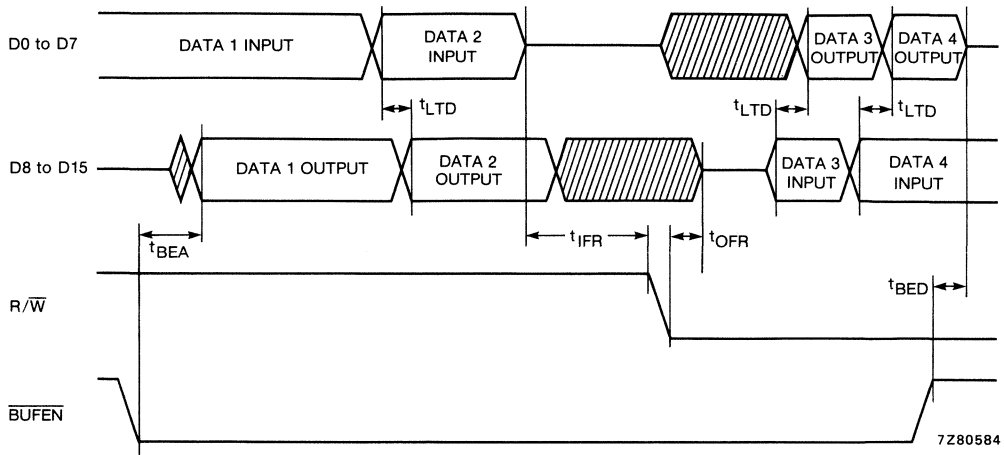 D0 to D7
DATA 1 INPUT
DATA 2
INPUT
DATA 3
OUTPUT
DATA 4
OUTPUT
tLTD
tLTD
tLTD
D8 to D15
DATA 1 OUTPUT
DATA 2
OUTPUT
DATA 3
INPUT
DATA 4
INPUT
tBEA
tIFR
tOFR
R/W̅
tBED
B̅U̅F̅E̅N̅
7Z80584